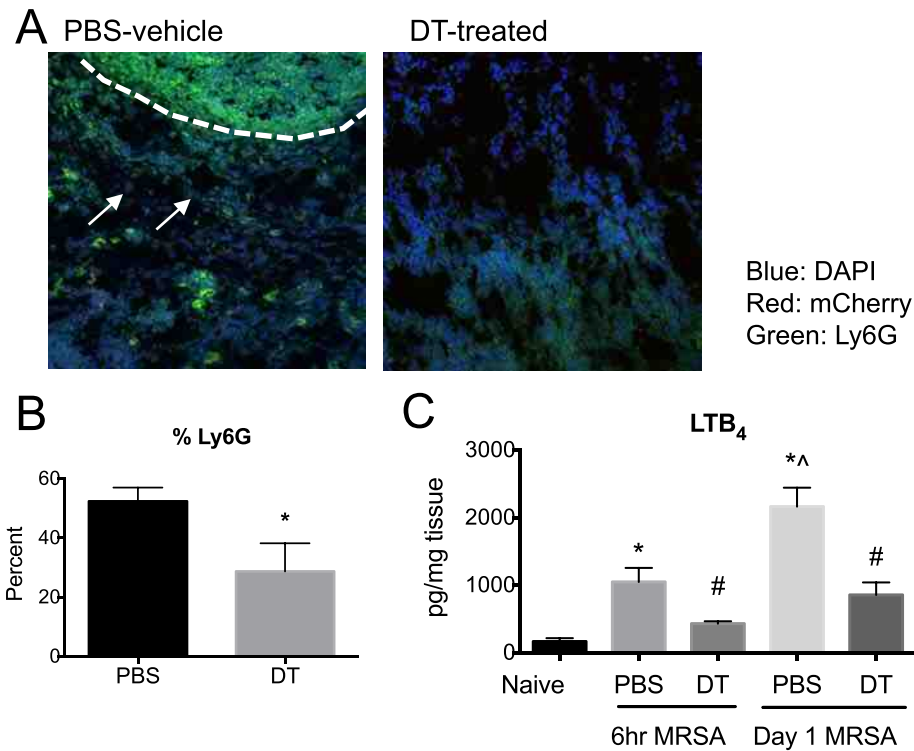 A PBS-vehicle DT-treated
Blue: DAPI
Red: mCherry
Green: Ly6G
B
% Ly6G
60
40
20
0
Percent
*
PBS DT
C
LTB4
3000
2000
1000
0
pg/mg tissue
*
#
*^
#
Naive PBS DT PBS DT
6hr MRSA Day 1 MRSA